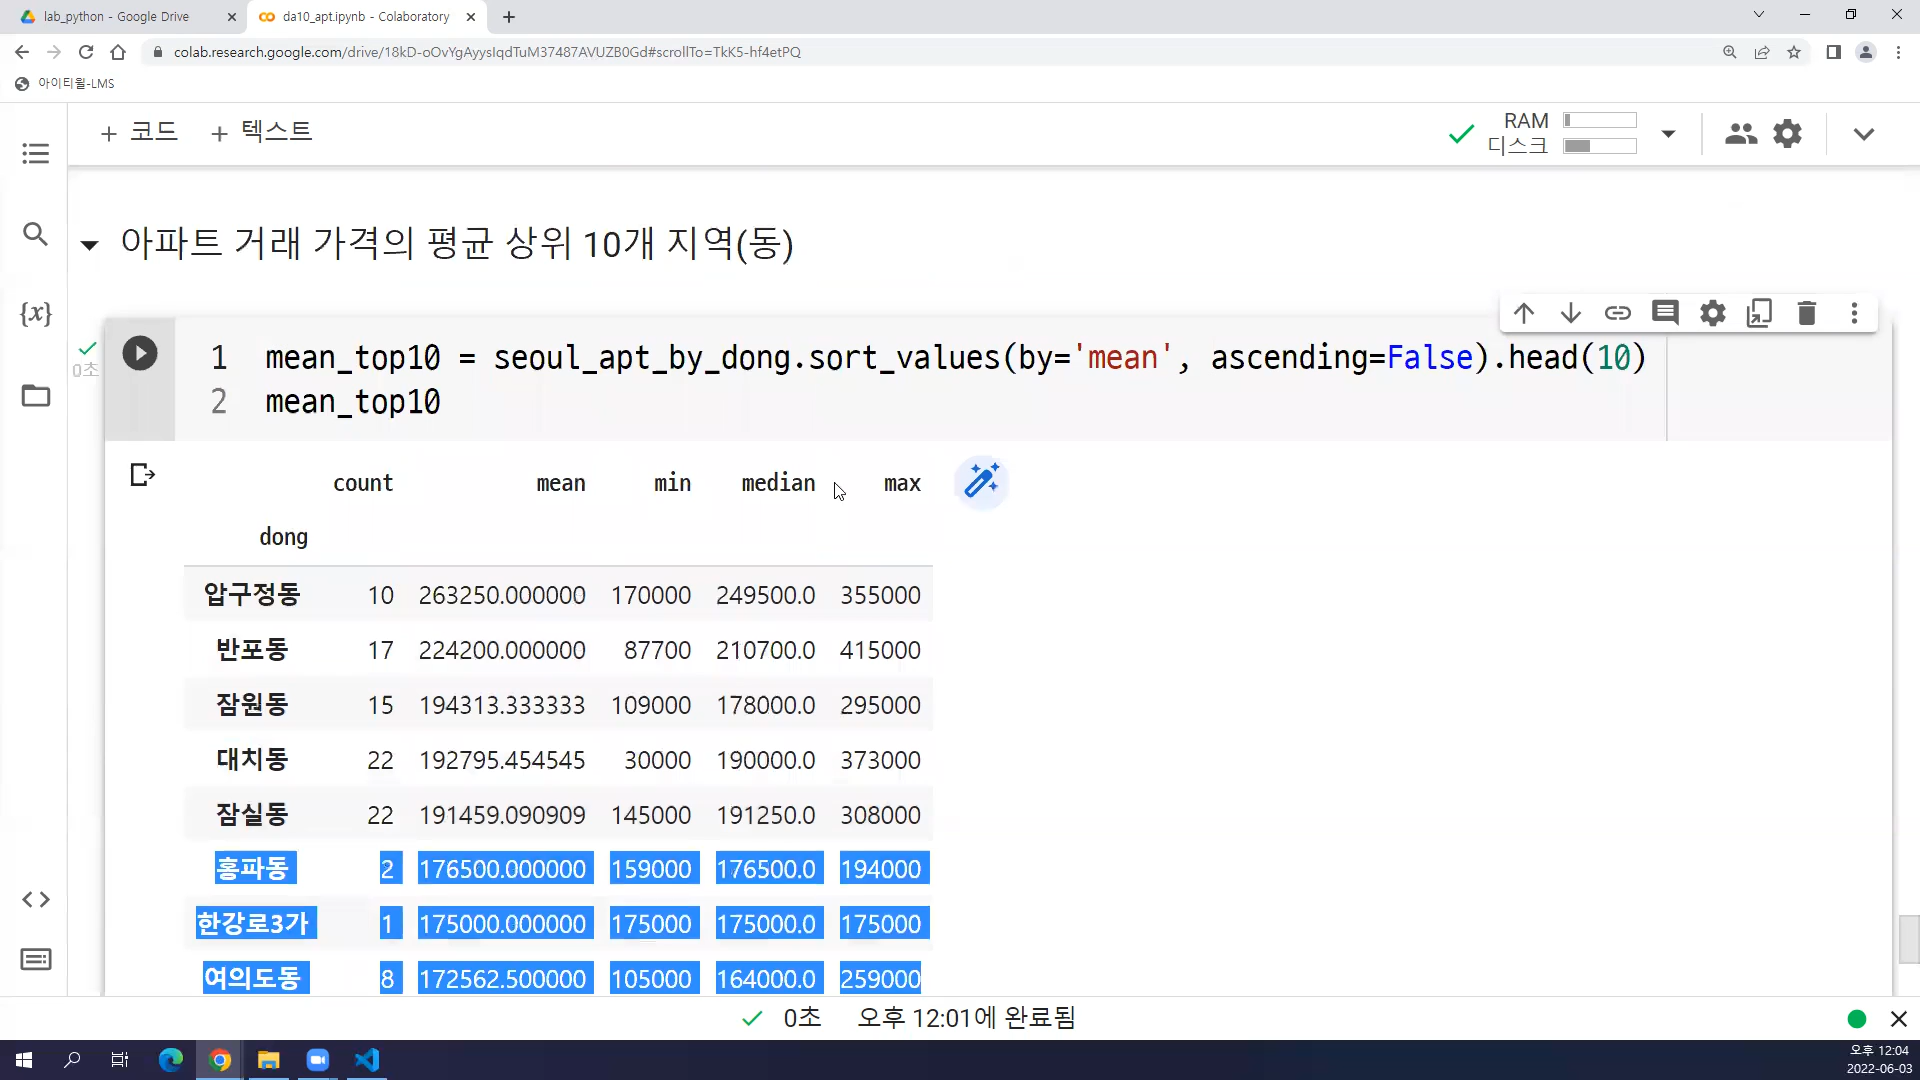 lab_python - Google Drive
da10_apt.ipynb - Colaboratory
colab.research.google.com/drive/18kD-oOvYgAyysIqdTuM37487AVUZB0Gd#scrollTo=TkK5-hf4etPQ
아이티윌-LMS
+ 코드 + 텍스트
RAM
디스크
아파트 거래 가격의 평균 상위 10개 지역(동)
0초
1 mean_top10 = seoul_apt_by_dong.sort_values(by='mean', ascending=False).head(10)
2 mean_top10
count mean min median max
dong
압구정동 10 263250.000000 170000 249500.0 355000
반포동 17 224200.000000 87700 210700.0 415000
잠원동 15 194313.333333 109000 178000.0 295000
대치동 22 192795.454545 30000 190000.0 373000
잠실동 22 191459.090909 145000 191250.0 308000
홍파동 2 176500.000000 159000 176500.0 194000
한강로3가 1 175000.000000 175000 175000.0 175000
여의도동 8 172562.500000 105000 164000.0 259000
0초 오후 12:01에 완료됨
오후 12:04
2022-06-03